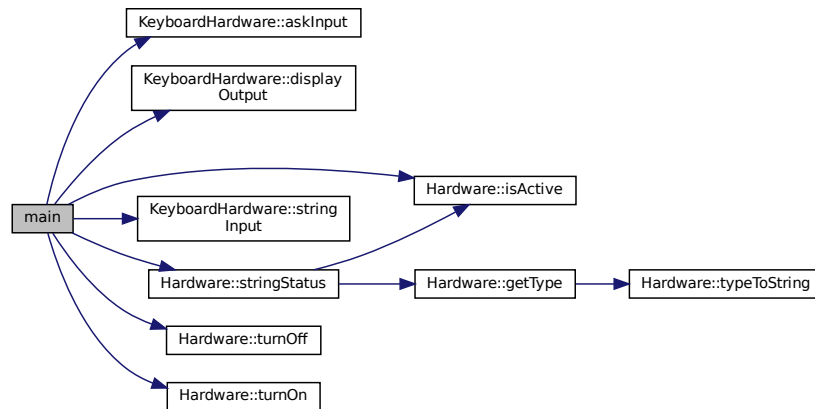 KeyboardHardware::askInput
KeyboardHardware::display
Output
Hardware::isActive
main
KeyboardHardware::string
Input
Hardware::stringStatus
Hardware::getType
Hardware::typeToString
Hardware::turnOff
Hardware::turnOn